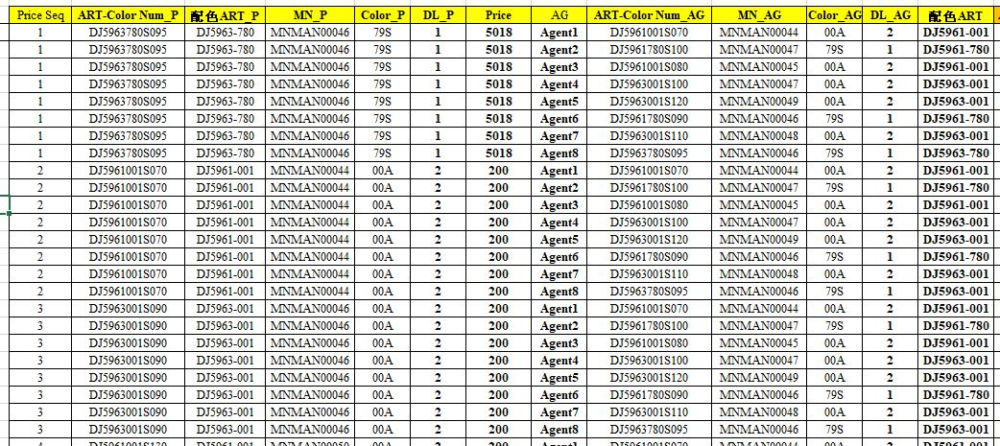 Price Seq ART-Color Num_P 配色ART_P MN_P Color_P DL_P Price AG ART-Color Num_AG MN_AG Color_AG DL_AG 配色ART
1 DJ5963780S095 DJ5963-780 MNMAN00046 79S 1 5018 Agent1 DJ5961001S070 MNMAN00044 00A 2 DJ5961-001
1 DJ5963780S095 DJ5963-780 MNMAN00046 79S 1 5018 Agent2 DJ5961780S100 MNMAN00047 79S 1 DJ5961-780
1 DJ5963780S095 DJ5963-780 MNMAN00046 79S 1 5018 Agent3 DJ5961001S080 MNMAN00045 00A 2 DJ5961-001
1 DJ5963780S095 DJ5963-780 MNMAN00046 79S 1 5018 Agent4 DJ5963001S100 MNMAN00047 00A 2 DJ5963-001
1 DJ5963780S095 DJ5963-780 MNMAN00046 79S 1 5018 Agent5 DJ5963001S120 MNMAN00049 00A 2 DJ5963-001
1 DJ5963780S095 DJ5963-780 MNMAN00046 79S 1 5018 Agent6 DJ5961780S090 MNMAN00046 79S 1 DJ5961-780
1 DJ5963780S095 DJ5963-780 MNMAN00046 79S 1 5018 Agent7 DJ5963001S110 MNMAN00048 00A 2 DJ5963-001
1 DJ5963780S095 DJ5963-780 MNMAN00046 79S 1 5018 Agent8 DJ5963780S095 MNMAN00046 79S 1 DJ5963-780
2 DJ5961001S070 DJ5961-001 MNMAN00044 00A 2 200 Agent1 DJ5961001S070 MNMAN00044 00A 2 DJ5961-001
2 DJ5961001S070 DJ5961-001 MNMAN00044 00A 2 200 Agent2 DJ5961780S100 MNMAN00047 79S 1 DJ5961-780
2 DJ5961001S070 DJ5961-001 MNMAN00044 00A 2 200 Agent3 DJ5961001S080 MNMAN00045 00A 2 DJ5961-001
2 DJ5961001S070 DJ5961-001 MNMAN00044 00A 2 200 Agent4 DJ5963001S100 MNMAN00047 00A 2 DJ5963-001
2 DJ5961001S070 DJ5961-001 MNMAN00044 00A 2 200 Agent5 DJ5963001S120 MNMAN00049 00A 2 DJ5963-001
2 DJ5961001S070 DJ5961-001 MNMAN00044 00A 2 200 Agent6 DJ5961780S090 MNMAN00046 79S 1 DJ5961-780
2 DJ5961001S070 DJ5961-001 MNMAN00044 00A 2 200 Agent7 DJ5963001S110 MNMAN00048 00A 2 DJ5963-001
2 DJ5961001S070 DJ5961-001 MNMAN00044 00A 2 200 Agent8 DJ5963780S095 MNMAN00046 79S 1 DJ5963-001
3 DJ5963001S090 DJ5963-001 MNMAN00046 00A 2 200 Agent1 DJ5961001S070 MNMAN00044 00A 2 DJ5961-001
3 DJ5963001S090 DJ5963-001 MNMAN00046 00A 2 200 Agent2 DJ5961780S100 MNMAN00047 79S 1 DJ5961-780
3 DJ5963001S090 DJ5963-001 MNMAN00046 00A 2 200 Agent3 DJ5961001S080 MNMAN00045 00A 2 DJ5961-001
3 DJ5963001S090 DJ5963-001 MNMAN00046 00A 2 200 Agent4 DJ5963001S100 MNMAN00047 00A 2 DJ5963-001
3 DJ5963001S090 DJ5963-001 MNMAN00046 00A 2 200 Agent5 DJ5963001S120 MNMAN00049 00A 2 DJ5963-001
3 DJ5963001S090 DJ5963-001 MNMAN00046 00A 2 200 Agent6 DJ5961780S090 MNMAN00046 79S 1 DJ5961-780
3 DJ5963001S090 DJ5963-001 MNMAN00046 00A 2 200 Agent7 DJ5963001S110 MNMAN00048 00A 2 DJ5963-001
3 DJ5963001S090 DJ5963-001 MNMAN00046 00A 2 200 Agent8 DJ5963780S095 MNMAN00046 79S 1 DJ5963-001